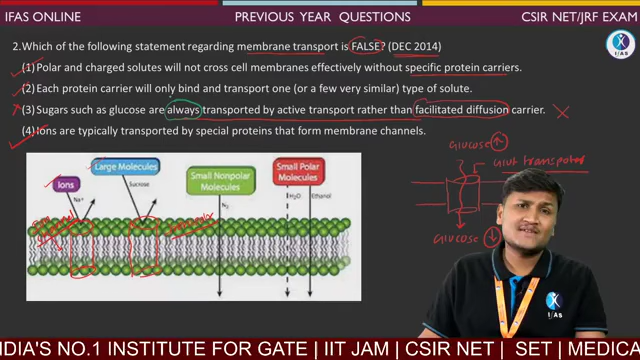 IFAS ONLINE
PREVIOUS YEAR QUESTIONS
CSIR NET/JRF EXAM
2.Which of the following statement regarding membrane transport is FALSE? (DEC 2014)
(1) Polar and charged solutes will not cross cell membranes effectively without specific protein carriers.
(2) Each protein carrier will only bind and transport one (or a few very similar) type of solute.
(3) Sugars such as glucose are always transported by active transport rather than facilitated diffusion carrier.
(4) Ions are typically transported by special proteins that form membrane channels.
IFAS
Glucose
Glut transporter
Glucose
Ions
Large Molecules
Small Nonpolar
Molecules
Small Polar
Molecules
Na+
Sucrose
N₂
H₂O
Ethanol
Ion
channel
IFAS
INDIA'S NO.1 INSTITUTE FOR GATE | IIT JAM | CSIR NET | SET | MEDICA